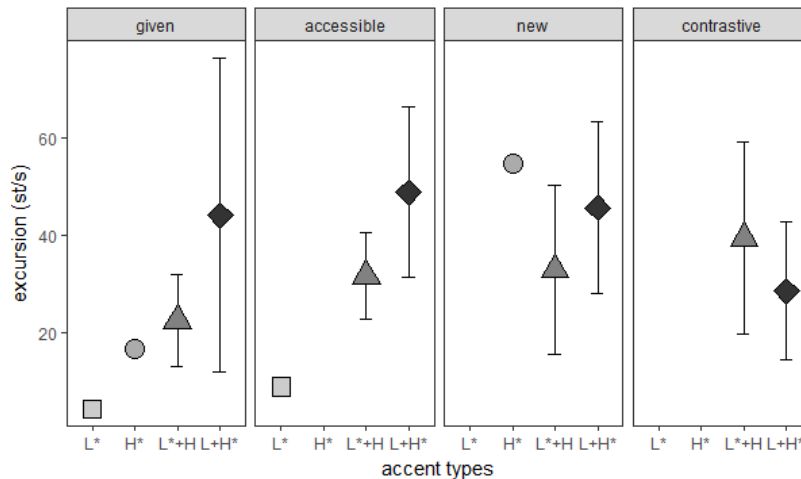 given accessible new contrastive
60
40
20
excursion (st/s)
L* H* L*+H L+H* L* H* L*+H L+H* L* H* L*+H L+H* L* H* L*+H L+H*
accent types